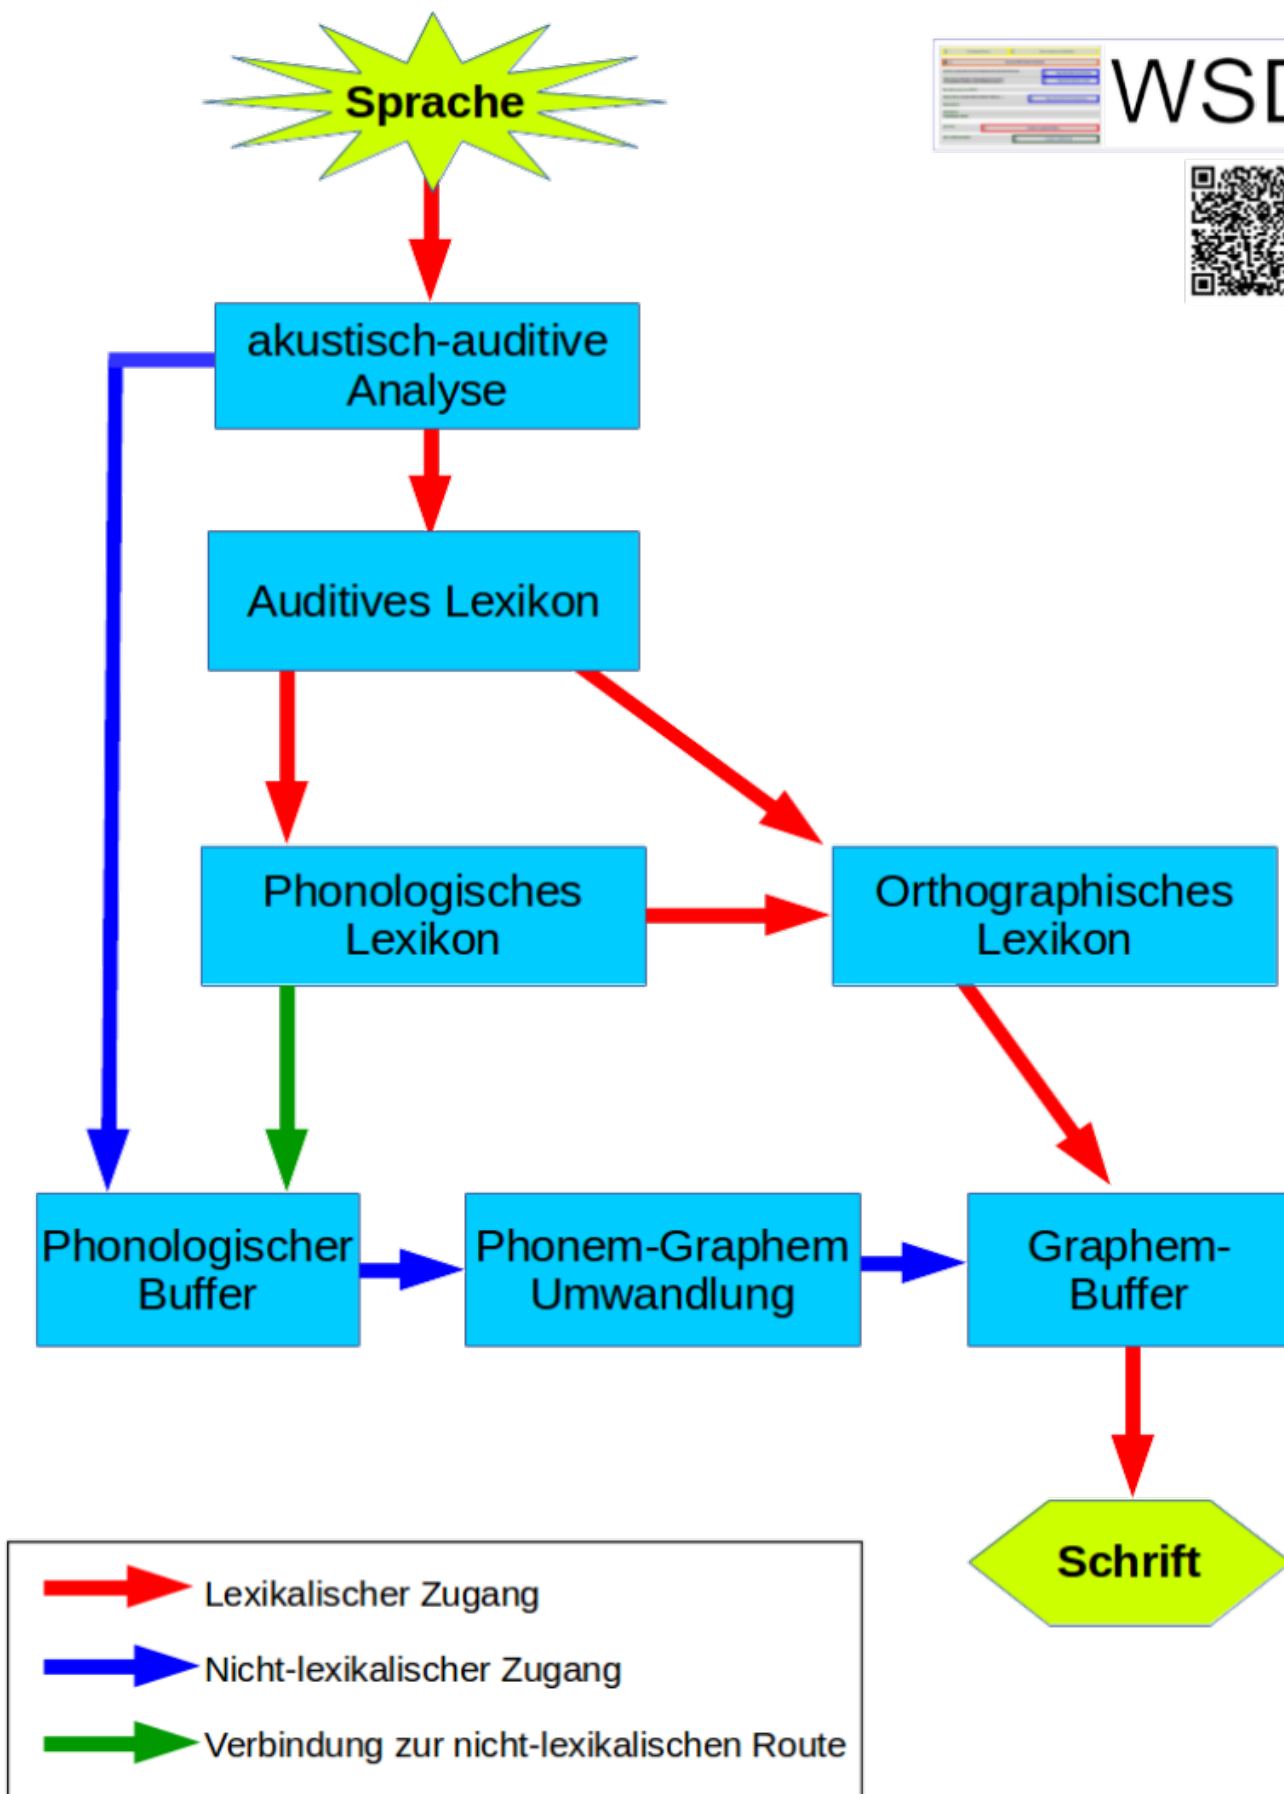 Sprache
WSD
akustisch-auditive
Analyse
Auditives Lexikon
Phonologisches
Lexikon
Orthographisches
Lexikon
Phonologischer
Buffer
Phonem-Graphem
Umwandlung
Graphem-
Buffer
Schrift
Lexikalischer Zugang
Nicht-lexikalischer Zugang
Verbindung zur nicht-lexikalischen Route